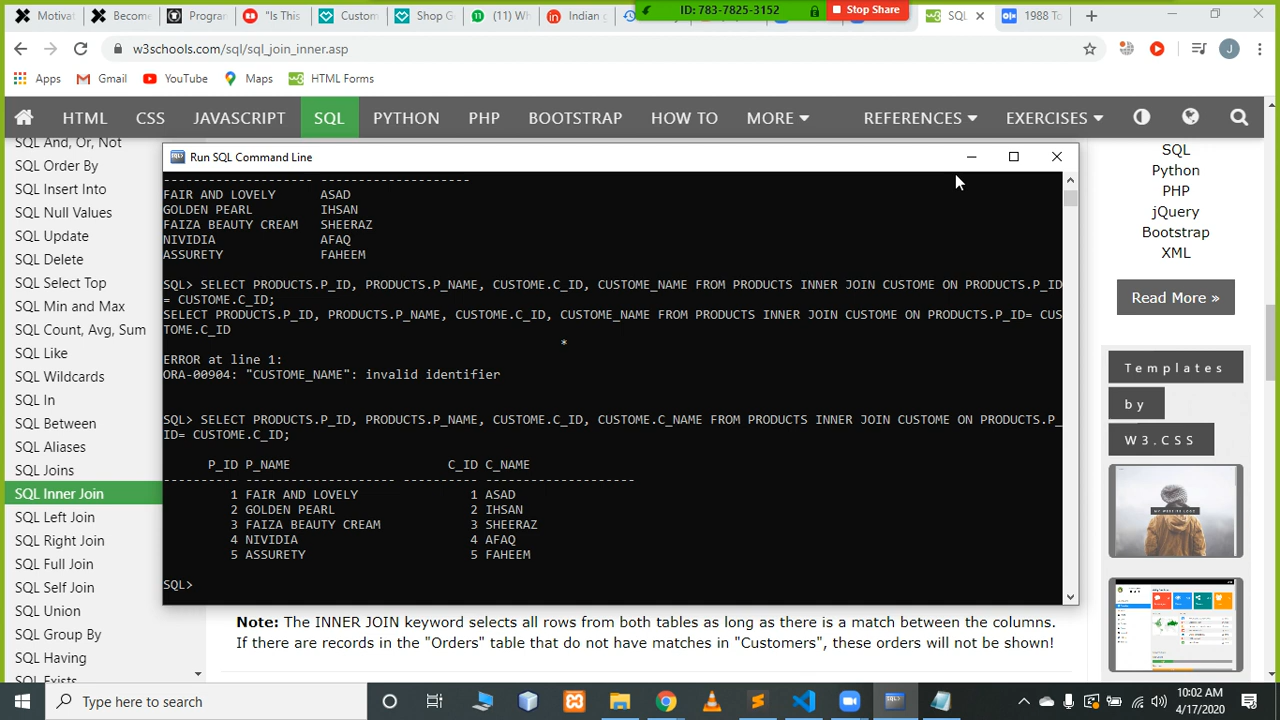 Motivat
Become
Program
"Is This
Custom
Shop G
(11) Wh
Indian g
ID: 783-7825-3152
Stop Share
SQL
1988 To
w3schools.com/sql/sql_join_inner.asp
J
Apps
Gmail
YouTube
Maps
HTML Forms
HTML
CSS
JAVASCRIPT
SQL
PYTHON
PHP
BOOTSTRAP
HOW TO
MORE
REFERENCES
EXERCISES
SQL And, Or, Not
SQL Order By
SQL Insert Into
SQL Null Values
SQL Update
SQL Delete
SQL Select Top
SQL Min and Max
SQL Count, Avg, Sum
SQL Like
SQL Wildcards
SQL In
SQL Between
SQL Aliases
SQL Joins
SQL Inner Join
SQL Left Join
SQL Right Join
SQL Full Join
SQL Self Join
SQL Union
SQL Group By
SQL Having
SQL Exists
Run SQL Command Line
-------------------- --------------------
FAIR AND LOVELY ASAD
GOLDEN PEARL IHSAN
FAIZA BEAUTY CREAM SHEERAZ
NIVIDIA AFAQ
ASSURETY FAHEEM
SQL> SELECT PRODUCTS.P_ID, PRODUCTS.P_NAME, CUSTOME.C_ID, CUSTOME_NAME FROM PRODUCTS INNER JOIN CUSTOME ON PRODUCTS.P_ID
= CUSTOME.C_ID;
SELECT PRODUCTS.P_ID, PRODUCTS.P_NAME, CUSTOME.C_ID, CUSTOME_NAME FROM PRODUCTS INNER JOIN CUSTOME ON PRODUCTS.P_ID= CUS
TOME.C_ID
*
ERROR at line 1:
ORA-00904: "CUSTOME_NAME": invalid identifier
SQL> SELECT PRODUCTS.P_ID, PRODUCTS.P_NAME, CUSTOME.C_ID, CUSTOME.C_NAME FROM PRODUCTS INNER JOIN CUSTOME ON PRODUCTS.P_
ID= CUSTOME.C_ID;
P_ID P_NAME C_ID C_NAME
---------- -------------------- ---------- --------------------
1 FAIR AND LOVELY 1 ASAD
2 GOLDEN PEARL 2 IHSAN
3 FAIZA BEAUTY CREAM 3 SHEERAZ
4 NIVIDIA 4 AFAQ
5 ASSURETY 5 FAHEEM
SQL>
Note: The INNER JOIN keyword selects all rows from both tables as long as there is a match between the columns.
If there are records in the "Orders" table that do not have matches in "Customers", these orders will not be shown!
SQL
Python
PHP
jQuery
Bootstrap
XML
Read More »
Templates
by
W3.CSS
Type here to search
10:02 AM
4/17/2020